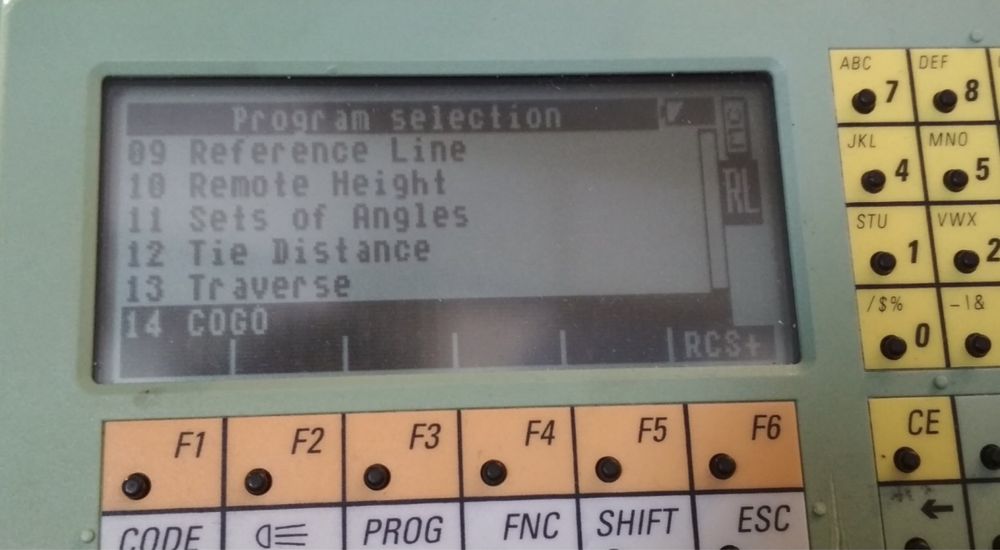 Program selection
09 Reference Line
10 Remote Height
11 Sets of Angles
12 Tie Distance
13 Traverse
14 COGO
RCS+
RL
ABC 7
DEF 8
JKL 4
MNO 5
STU 1
VWX 2
/$% 0
-|&
CE
F1 F2 F3 F4 F5 F6
CODE PROG FNC SHIFT ESC